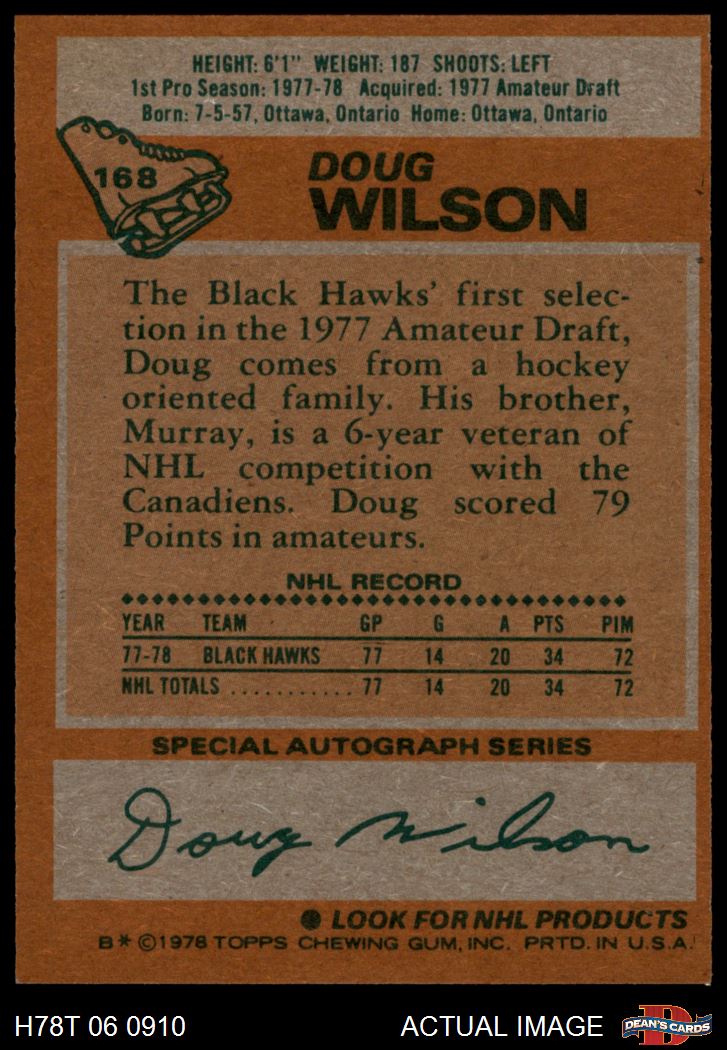 HEIGHT: 6'1" WEIGHT: 187 SHOOTS: LEFT
1st Pro Season: 1977-78 Acquired: 1977 Amateur Draft
Born: 7-5-57, Ottawa, Ontario Home: Ottawa, Ontario
168
DOUG
WILSON
The Black Hawks' first selec-
tion in the 1977 Amateur Draft,
Doug comes from a hockey
oriented family. His brother,
Murray, is a 6-year veteran of
NHL competition with the
Canadiens. Doug scored 79
Points in amateurs.
NHL RECORD
YEAR TEAM GP G A PTS PIM
77-78 BLACK HAWKS 77 14 20 34 72
NHL TOTALS ........... 77 14 20 34 72
SPECIAL AUTOGRAPH SERIES
Doug Wilson
● LOOK FOR NHL PRODUCTS
B* ©1978 TOPPS CHEWING GUM, INC. PRTD. IN U.S.A.
H78T 06 0910 ACTUAL IMAGE D DEAN'S CARDS